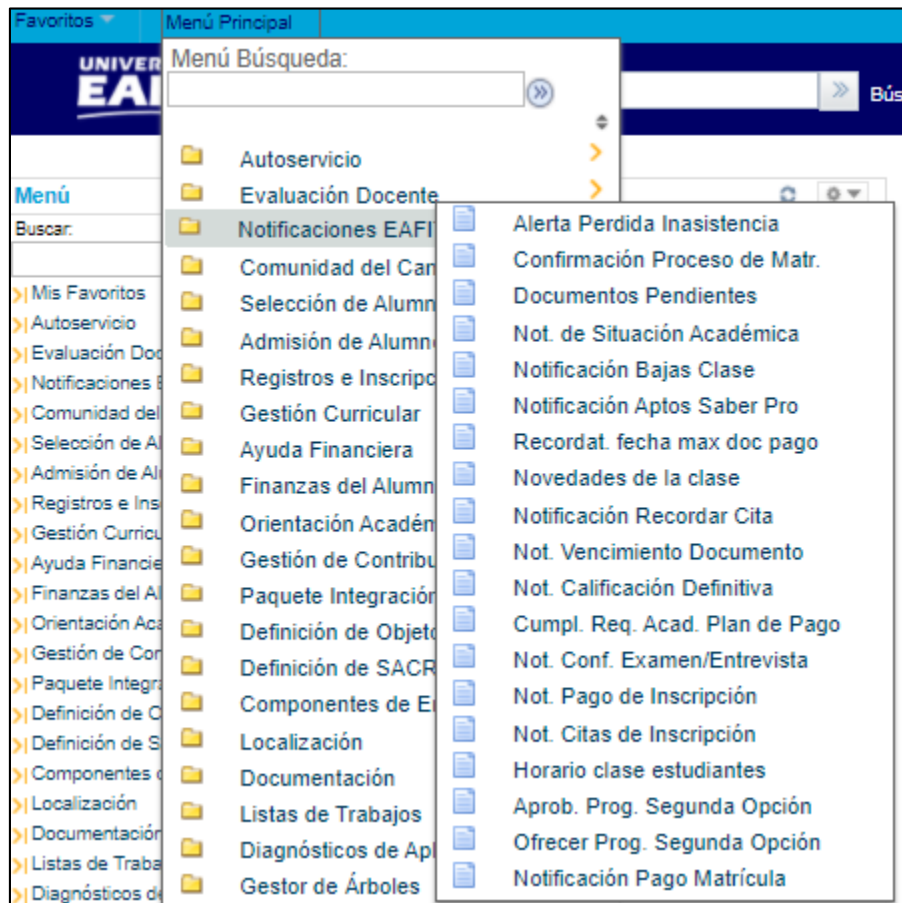 Favoritos
Menú Principal
UNIVER
EAI
Menú Búsqueda:
Bús
Autoservicio
Evaluación Docente
Notificaciones EAFI
Comunidad del Can
Selección de Alumn
Admisión de Alumn
Registros e Inscripc
Gestión Curricular
Ayuda Financiera
Finanzas del Alumn
Orientación Académ
Gestión de Contribu
Paquete Integración
Definición de Objeto
Definición de SACR
Componentes de E
Localización
Documentación
Listas de Trabajos
Diagnósticos de Apl
Gestor de Árboles
Alerta Perdida Inasistencia
Confirmación Proceso de Matr.
Documentos Pendientes
Not. de Situación Académica
Notificación Bajas Clase
Notificación Aptos Saber Pro
Recordat. fecha max doc pago
Novedades de la clase
Notificación Recordar Cita
Not. Vencimiento Documento
Not. Calificación Definitiva
Cumpl. Req. Acad. Plan de Pago
Not. Conf. Examen/Entrevista
Not. Pago de Inscripción
Not. Citas de Inscripción
Horario clase estudiantes
Aprob. Prog. Segunda Opción
Ofrecer Prog. Segunda Opción
Notificación Pago Matrícula
Menú
Buscar:
Mis Favoritos
Autoservicio
Evaluación Doc
Notificaciones E
Comunidad del
Selección de Al
Admisión de Al
Registros e Ins
Gestión Curricu
Ayuda Financie
Finanzas del Al
Orientación Aca
Gestión de Con
Paquete Integra
Definición de O
Definición de S
Componentes d
Localización
Documentación
Listas de Traba
Diagnósticos de